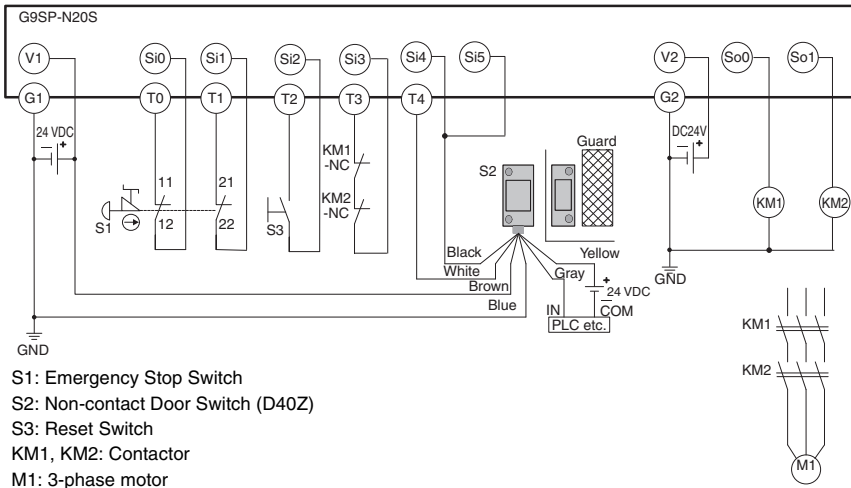 G9SP-N20S
V1 Si0 Si1 Si2 Si3 Si4 Si5 V2 So0 So1
G1 T0 T1 T2 T3 T4 G2
24 VDC
DC24V
Guard
KM1
-NC
S2
11 21
KM2
-NC
KM1 KM2
S1 12 22 S3
Black
Yellow
White
Gray
GND
Brown
24 VDC
Blue
IN COM
PLC etc.
KM1
GND
KM2
S1: Emergency Stop Switch
S2: Non-contact Door Switch (D40Z)
S3: Reset Switch
KM1, KM2: Contactor
M1: 3-phase motor
M1